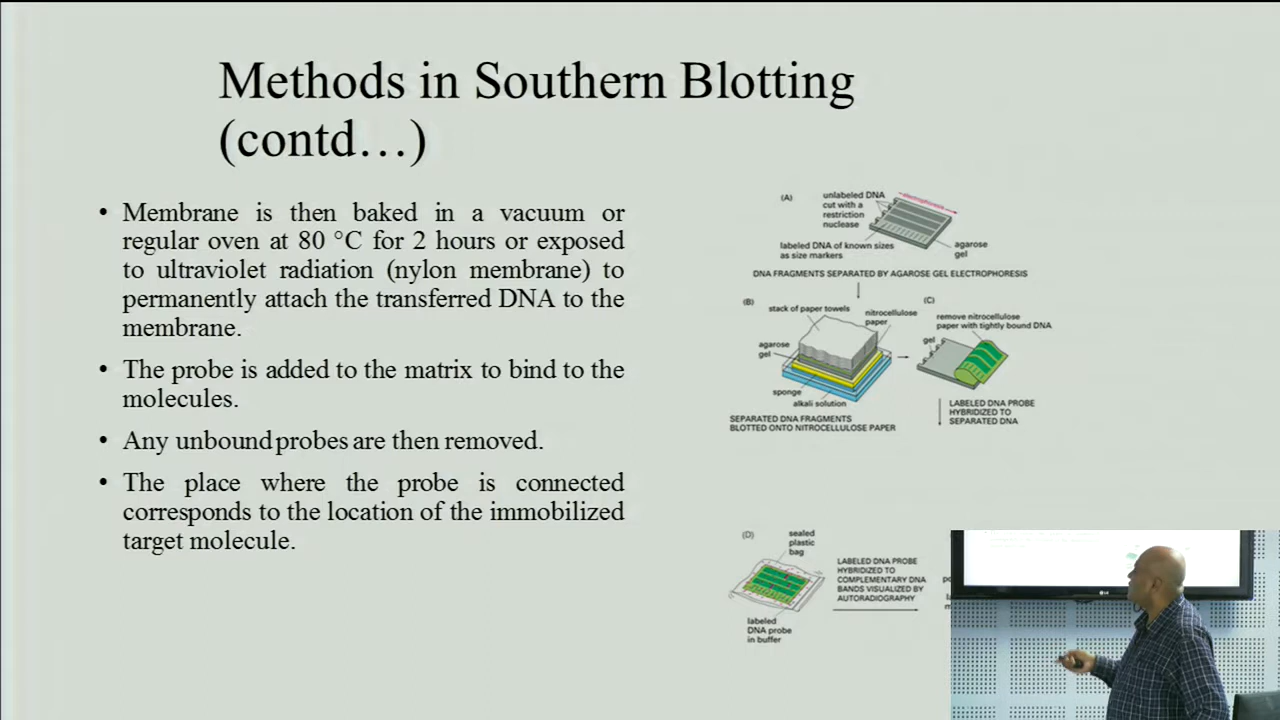 Methods in Southern Blotting
(contd…)
• Membrane is then baked in a vacuum or
regular oven at 80 °C for 2 hours or exposed
to ultraviolet radiation (nylon membrane) to
permanently attach the transferred DNA to the
membrane.
• The probe is added to the matrix to bind to the
molecules.
• Any unbound probes are then removed.
• The place where the probe is connected
corresponds to the location of the immobilized
target molecule.
(A)
unlabeled DNA
cut with a
restriction
nuclease
electrophoresis
labeled DNA of known sizes
as size markers
agarose
gel
DNA FRAGMENTS SEPARATED BY AGAROSE GEL ELECTROPHORESIS
(B)
stack of paper towels
nitrocellulose
paper
agarose
gel
sponge
alkali solution
SEPARATED DNA FRAGMENTS
BLOTTED ONTO NITROCELLULOSE PAPER
(C)
remove nitrocellulose
paper with tightly bound DNA
gel
LABELED DNA PROBE
HYBRIDIZED TO
SEPARATED DNA
(D)
sealed
plastic
bag
LABELED DNA PROBE
HYBRIDIZED TO
COMPLEMENTARY DNA
BANDS VISUALIZED BY
AUTORADIOGRAPHY
labeled
DNA probe
in buffer
LG